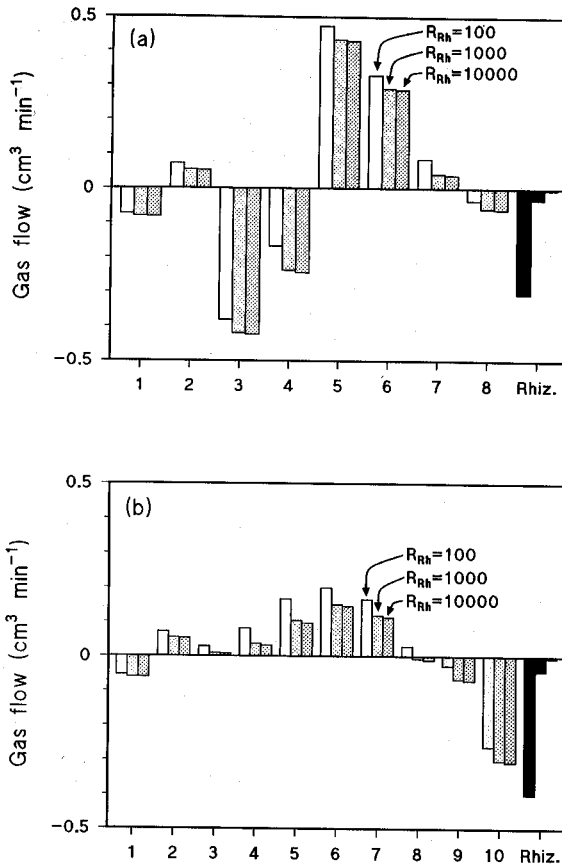 (a)
0.5
0
−0.5
Gas flow (cm³ min⁻¹)
R_Rh=100
R_Rh=1000
R_Rh=10000
1 2 3 4 5 6 7 8 Rhiz.
(b)
0.5
0
−0.5
Gas flow (cm³ min⁻¹)
R_Rh=100
R_Rh=1000
R_Rh=10000
1 2 3 4 5 6 7 8 9 10 Rhiz.